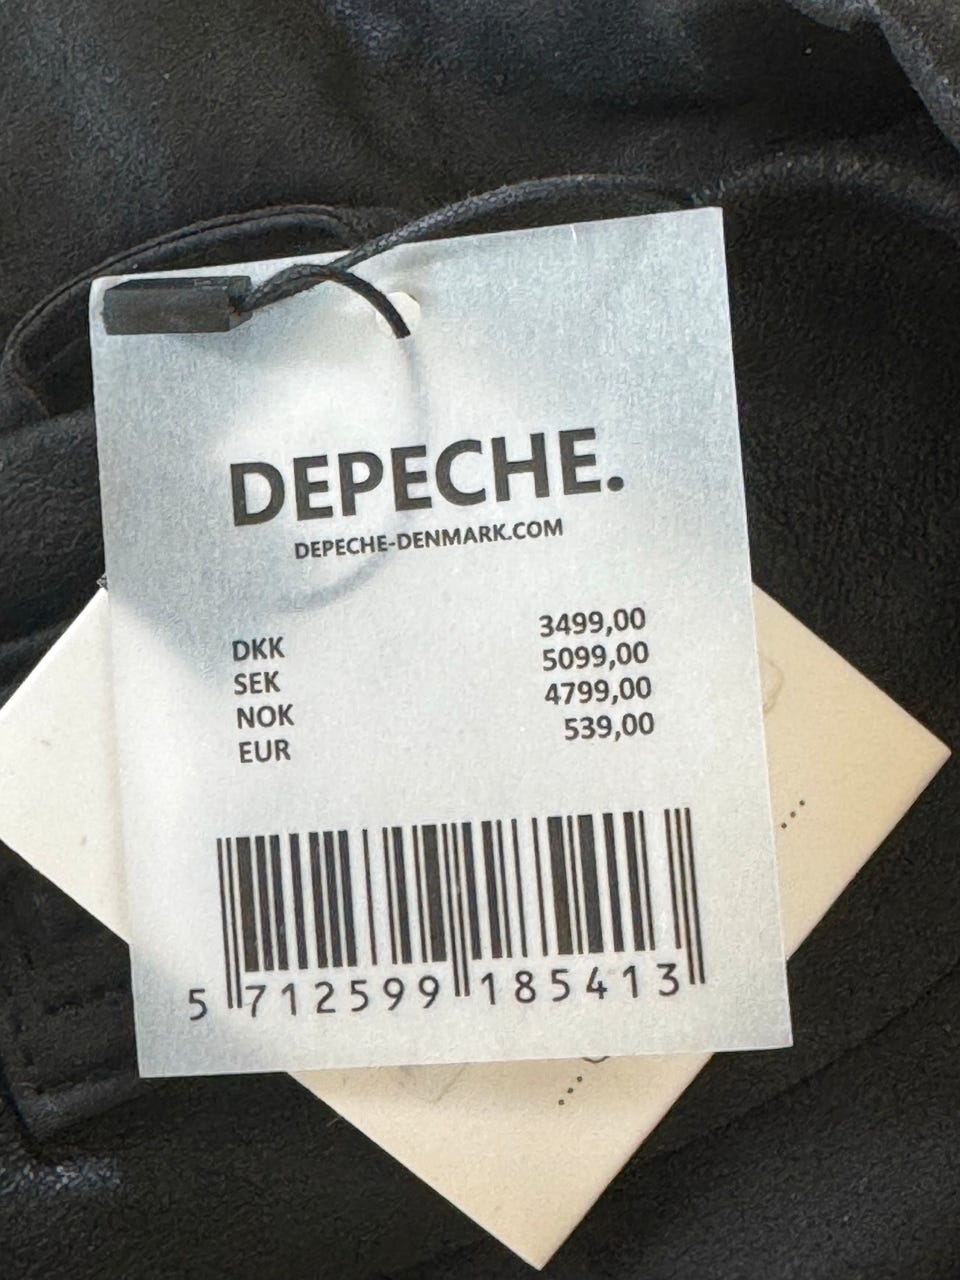 DEPECHE.
DEPECHE-DENMARK.COM
DKK 3499,00
SEK 5099,00
NOK 4799,00
EUR 539,00
5 712599 185413